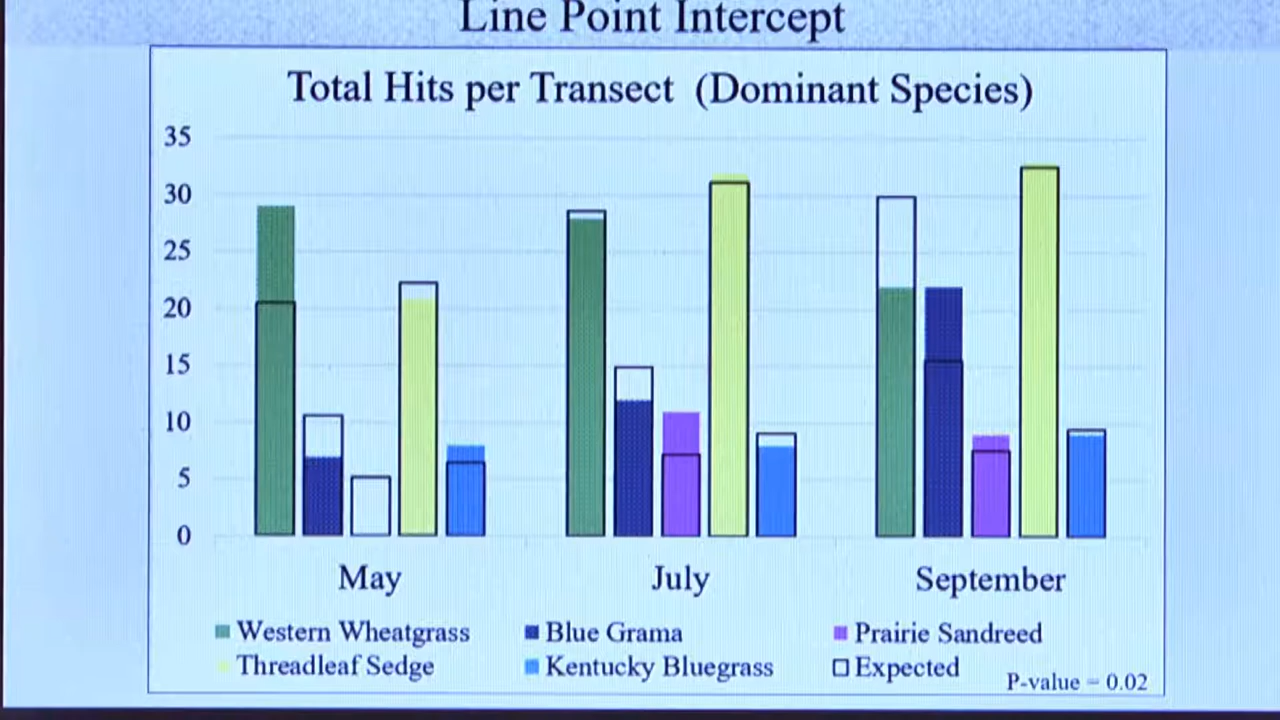 Line Point Intercept
Total Hits per Transect (Dominant Species)
35
30
25
20
15
10
5
0
May July September
Western Wheatgrass Blue Grama Prairie Sandreed
Threadleaf Sedge Kentucky Bluegrass Expected
P-value = 0.02